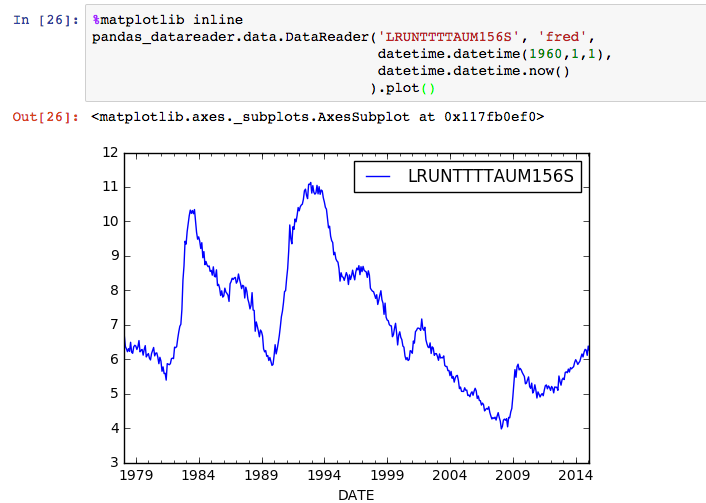 In [26]: %matplotlib inline
pandas_datareader.data.DataReader('LRUNTTTTAUM156S', 'fred',
datetime.datetime(1960,1,1),
datetime.datetime.now()
).plot()
Out[26]: <matplotlib.axes._subplots.AxesSubplot at 0x117fb0ef0>
LRUNTTTTAUM156S
12
11
10
9
8
7
6
5
4
3
1979 1984 1989 1994 1999 2004 2009 2014
DATE